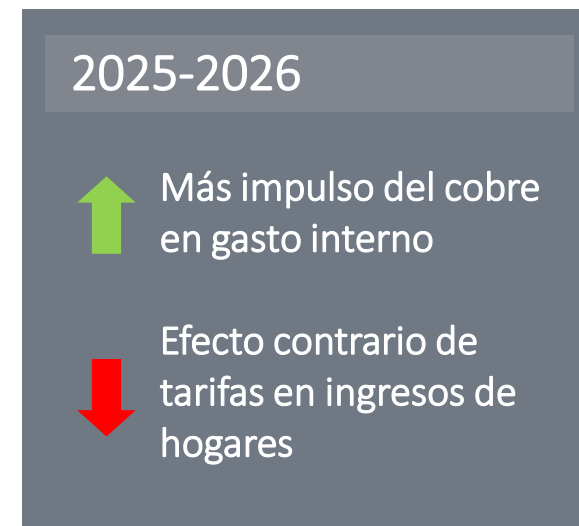 2025-2026
Más impulso del cobre
en gasto interno
Efecto contrario de
tarifas en ingresos de
hogares